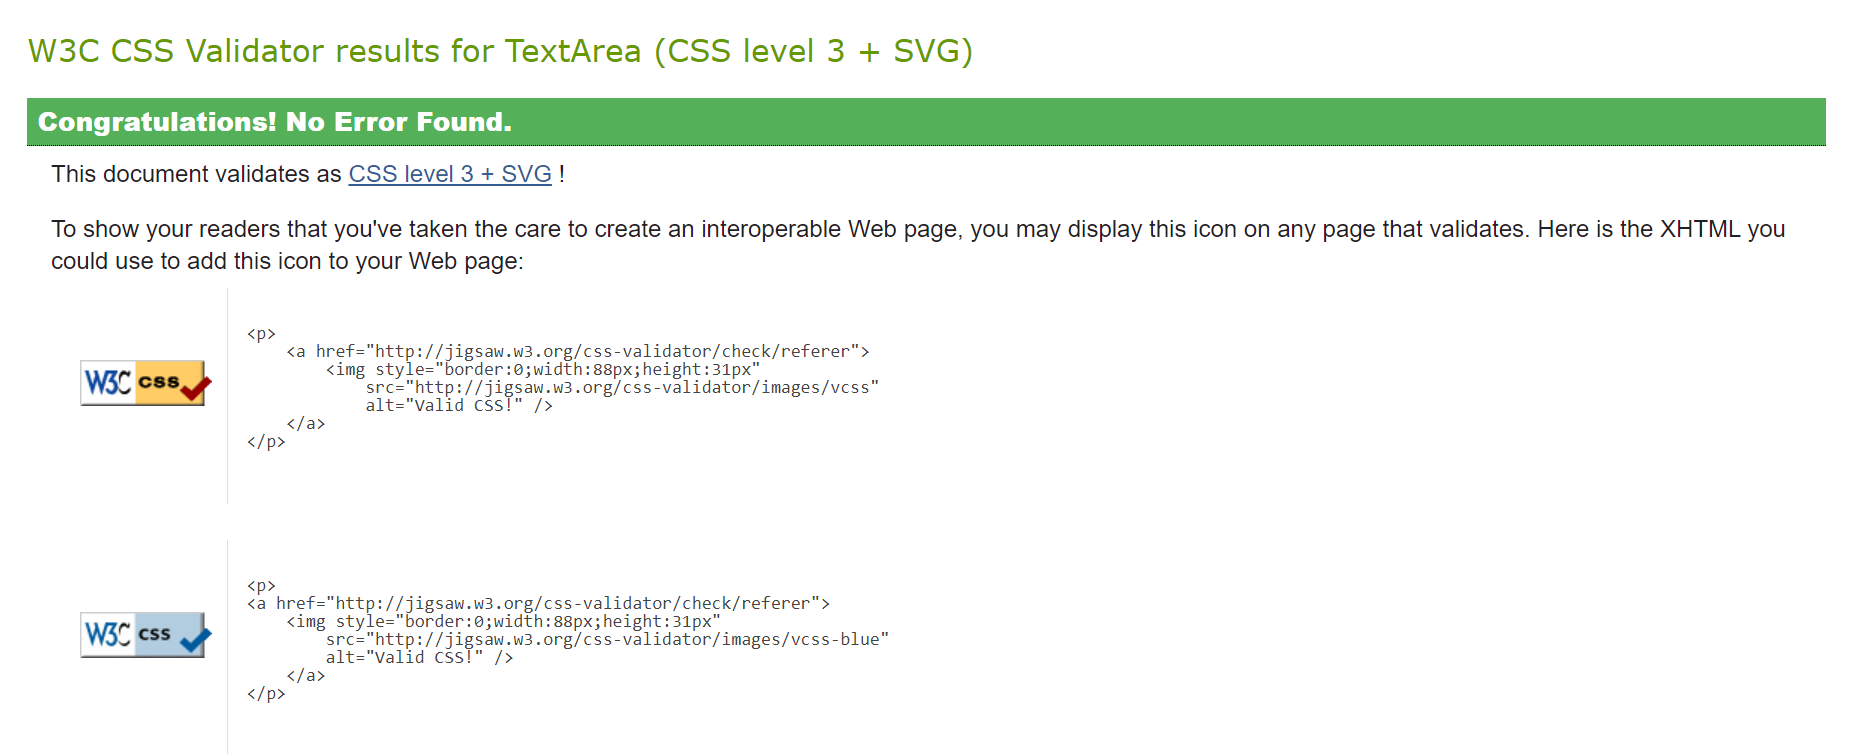 W3C CSS Validator results for TextArea (CSS level 3 + SVG)
Congratulations! No Error Found.
This document validates as CSS level 3 + SVG !
To show your readers that you've taken the care to create an interoperable Web page, you may display this icon on any page that validates. Here is the XHTML you
could use to add this icon to your Web page:
W3C css
<p>
    <a href="http://jigsaw.w3.org/css-validator/check/referer">
        <img style="border:0;width:88px;height:31px"
            src="http://jigsaw.w3.org/css-validator/images/vcss"
            alt="Valid CSS!" />
    </a>
</p>
W3C css
<p>
<a href="http://jigsaw.w3.org/css-validator/check/referer">
    <img style="border:0;width:88px;height:31px"
        src="http://jigsaw.w3.org/css-validator/images/vcss-blue"
        alt="Valid CSS!" />
    </a>
</p>